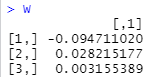 > W
[,1]
[1,] -0.094711020
[2,] 0.028215177
[3,] 0.003155389